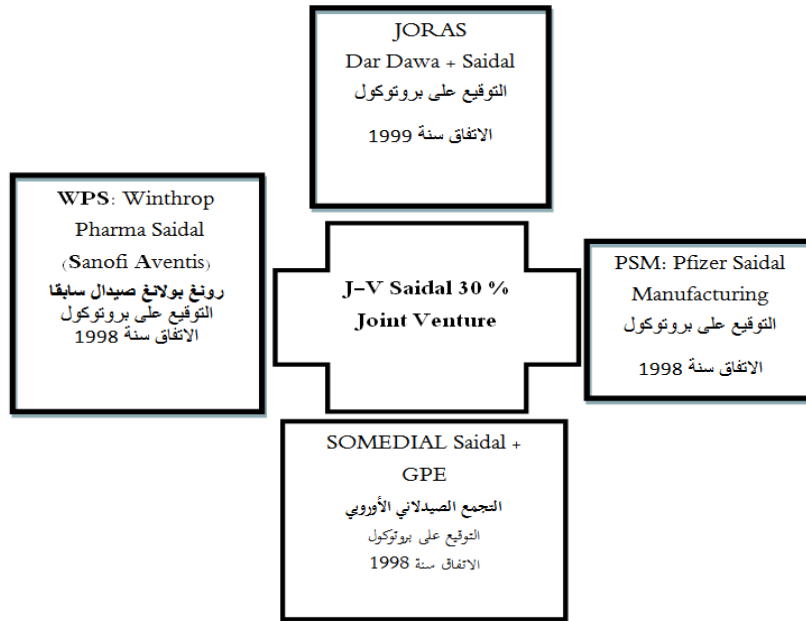 JORAS
Dar Dawa + Saidal
التوقيع على بروتوكول
الاتفاق سنة 1999
WPS: Winthrop
Pharma Saidal
(Sanofi Aventis)
رونغ بولانغ صيدال سابقا
التوقيع على بروتوكول
الاتفاق سنة 1998
J–V Saidal 30 %
Joint Venture
PSM: Pfizer Saidal
Manufacturing
التوقيع على بروتوكول
الاتفاق سنة 1998
SOMEDIAL Saidal +
GPE
التجمع الصيدلاني الأوروبي
التوقيع على بروتوكول
الاتفاق سنة 1998